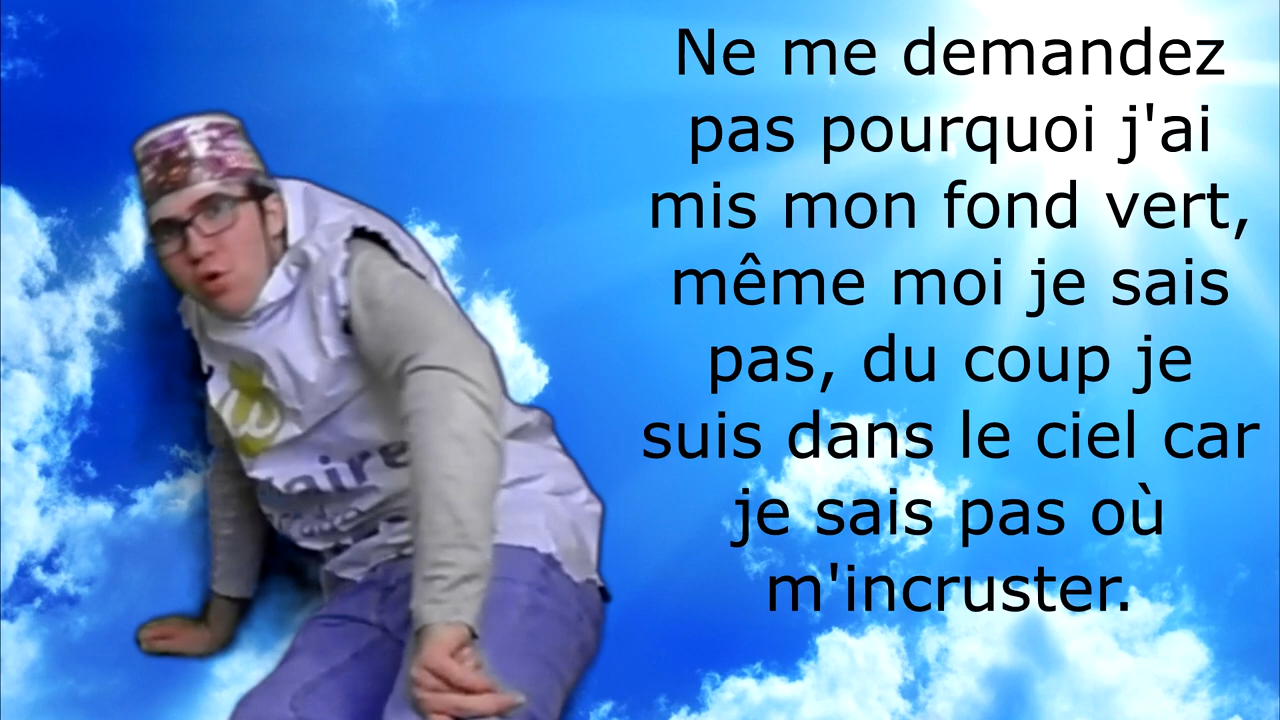 Ne me demandez
pas pourquoi j'ai
mis mon fond vert,
même moi je sais
pas, du coup je
suis dans le ciel car
je sais pas où
m'incruster.